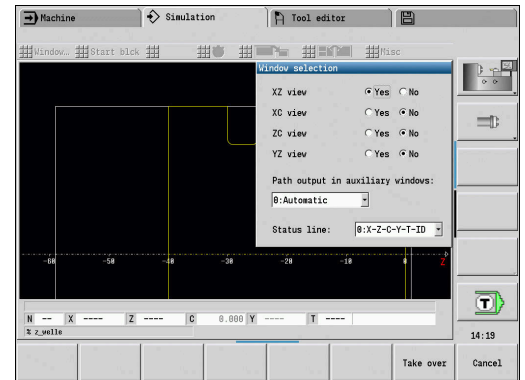 Machine Simulation Tool editor
Window… Start blck Misc
Window selection
XZ view Yes No
XC view Yes No
ZC view Yes No
YZ view Yes No
Path output in auxiliary windows:
0:Automatic
Status line: 0:X-Z-C-Y-T-ID
-60 -50 -40 -30 -20 -10 0 Z
T
N -- X ---- Z ---- C 0.000 Y ---- T ----
% z_welle
14:19
Take over Cancel